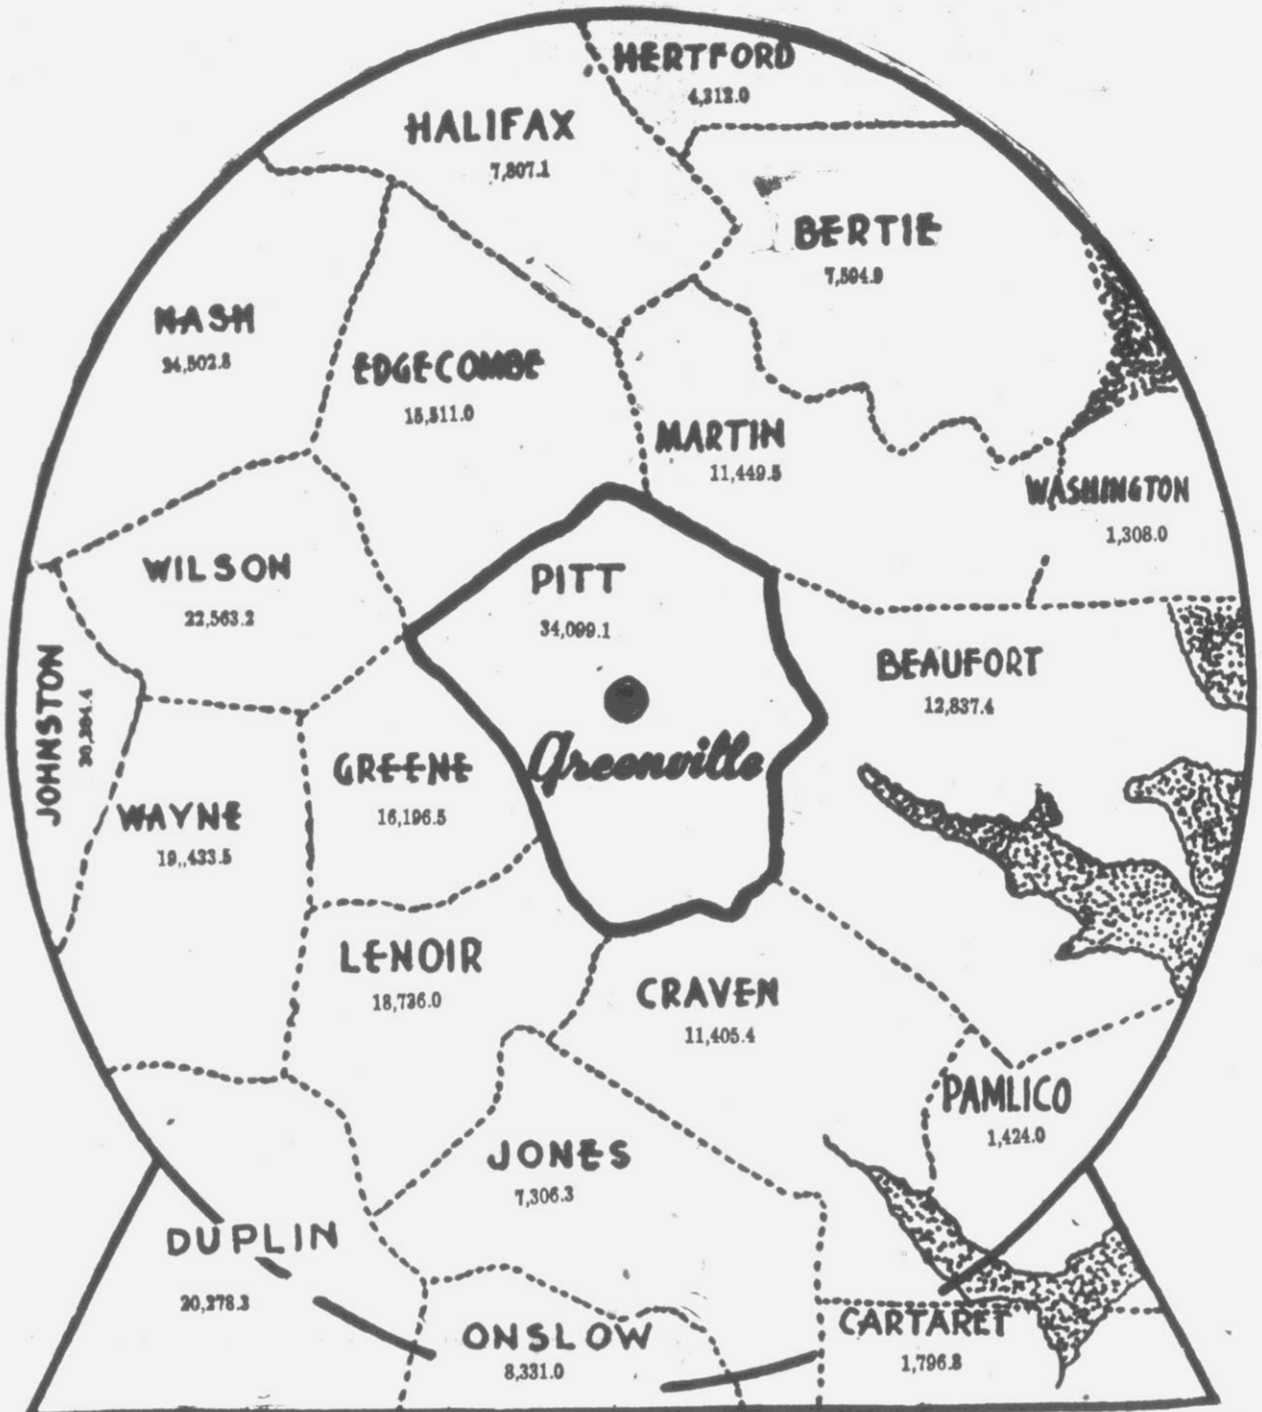 HERTFORD
4,312.0
HALIFAX
7,807.1
BERTIE
7,594.9
NASH
24,502.8
EDGECOMBE
15,511.0
MARTIN
11,449.5
WASHINGTON
1,308.0
WILSON
22,563.2
PITT
34,099.1
BEAUFORT
12,837.4
JOHNSTON
Greenville
GREENE
16,196.5
WAYNE
19,,433.5
LENOIR
18,736.0
CRAVEN
11,405.4
PAMLICO
1,424.0
JONES
7,306.3
DUPLIN
20,278.3
ONSLOW
8,331.0
CARTARET
1,796.8